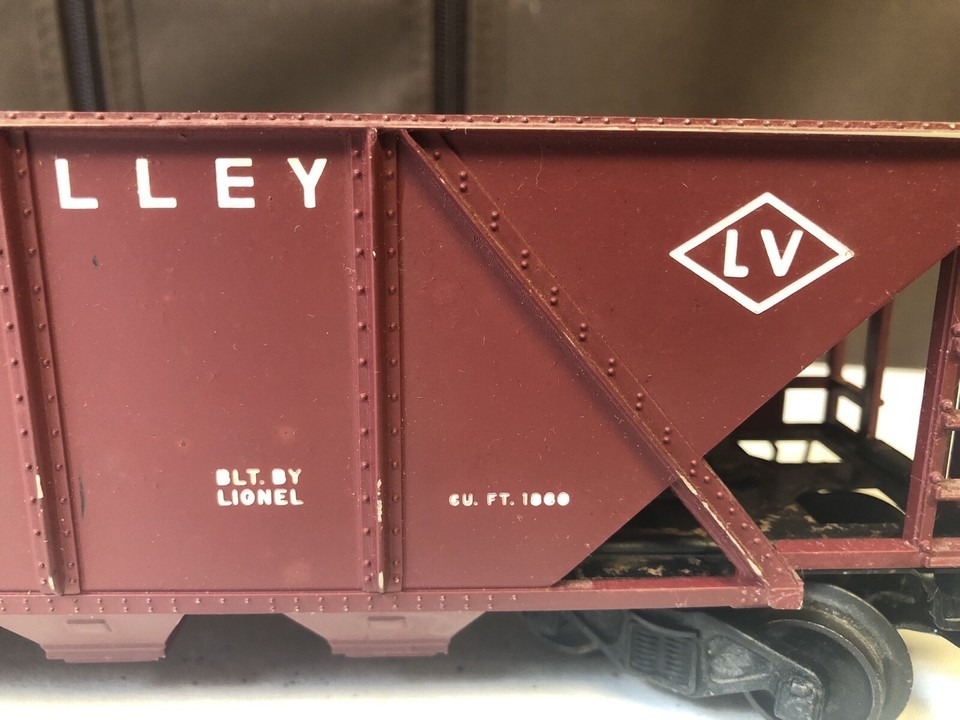 LLEY
LV
BLT. BY
LIONEL
CU. FT. 1860